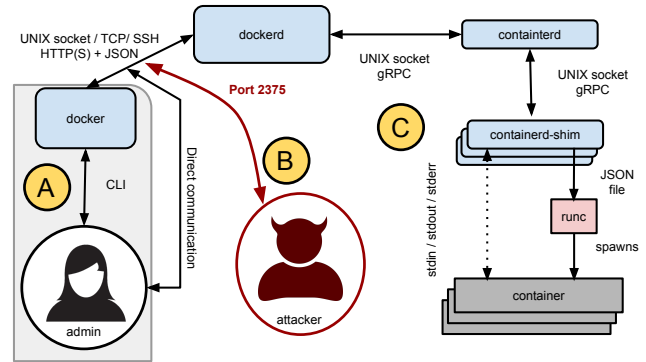 UNIX socket / TCP/ SSH
HTTP(S) + JSON
dockerd
containterd
UNIX socket
gRPC
UNIX socket
gRPC
Port 2375
docker
A
CLI
Direct communication
B
C
containerd-shim
JSON
file
stdin / stdout / stderr
runc
spawns
container
admin
attacker